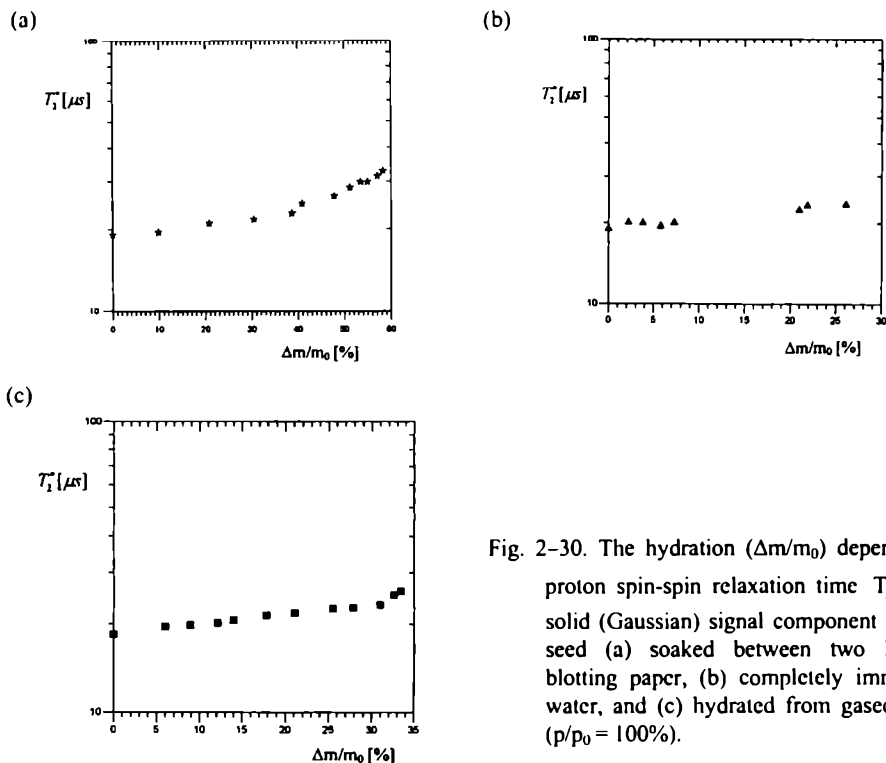 (a)
100
T₂* [μs]
10
0 10 20 30 40 50 60
Δm/m₀ [%]
(b)
100
T₂* [μs]
10
0 5 10 15 20 25 30
Δm/m₀ [%]
(c)
100
T₂* [μs]
10
0 5 10 15 20 25 30 35
Δm/m₀ [%]
Fig. 2-30. The hydration (Δm/m₀) depen
proton spin-spin relaxation time T
solid (Gaussian) signal component
seed (a) soaked between two
blotting paper, (b) completely imm
water, and (c) hydrated from gase
(p/p₀ = 100%).